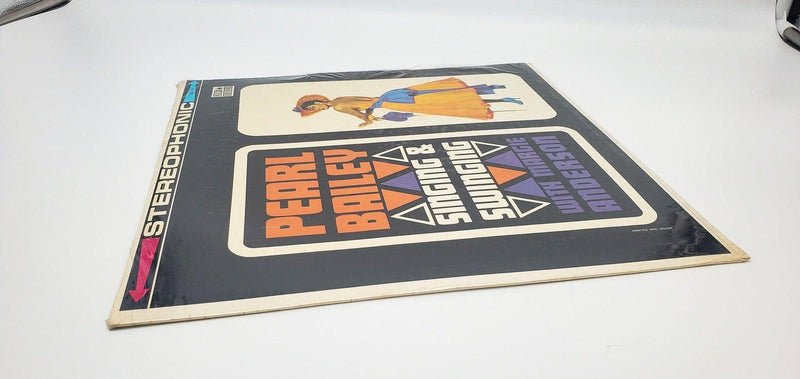 STEREOPHONIC
PEARL
BAILEY
SINGING &
SWINGING
WITH MARGIE
ANDERSON